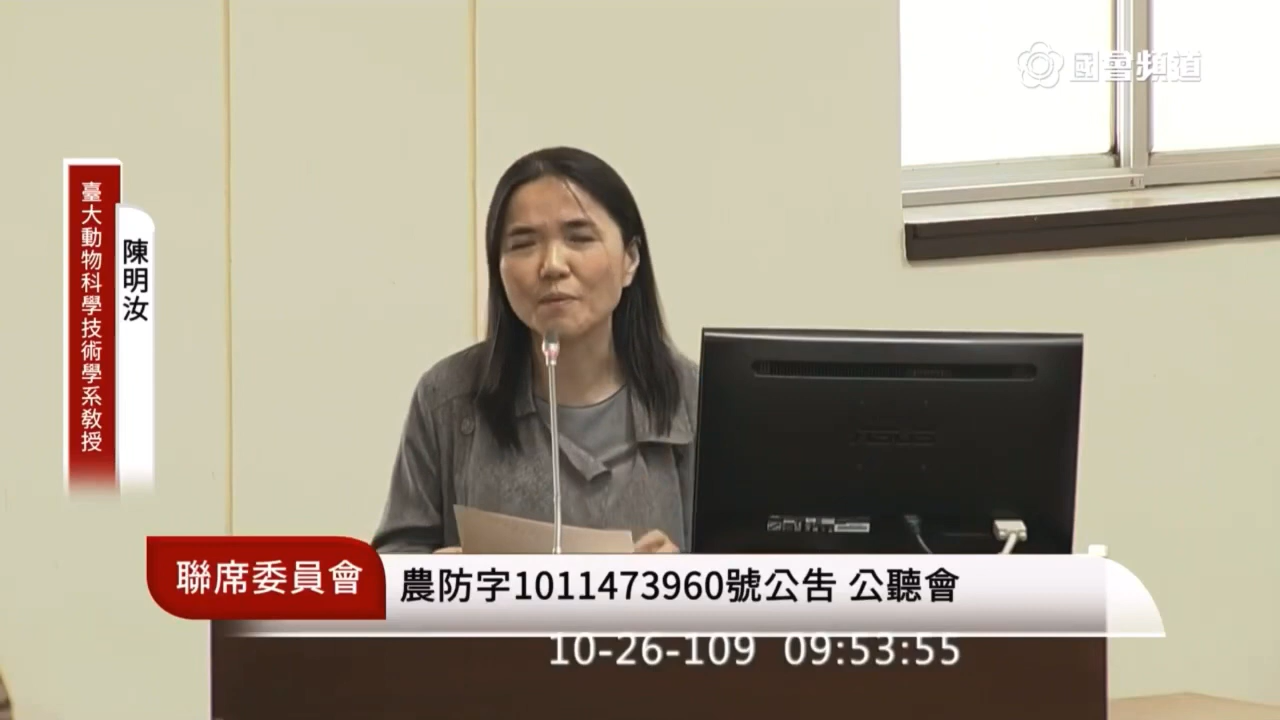 國會頻道
臺大動物科學技術學系教授
陳明汝
聯席委員會
農防字1011473960號公告 公聽會
10-26-109 09:53:55